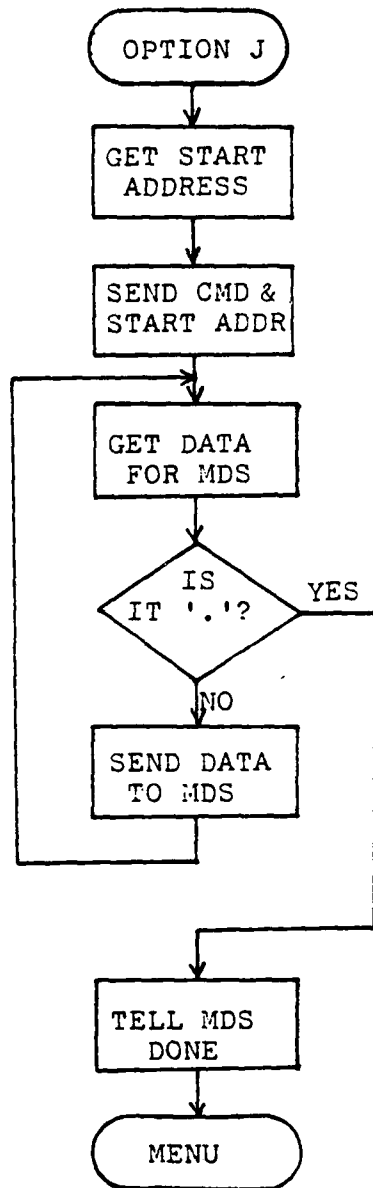 OPTION J
GET START
ADDRESS
SEND CMD &
START ADDR
GET DATA
FOR MDS
IS
IT '.'?
YES
NO
SEND DATA
TO MDS
TELL MDS
DONE
MENU